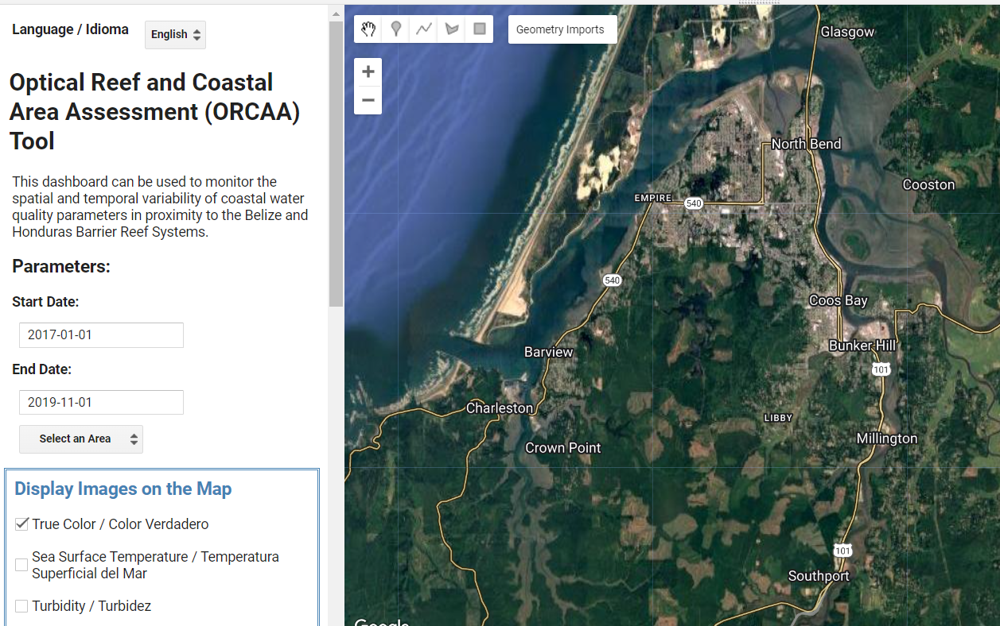 Language / Idioma
English
Optical Reef and Coastal
Area Assessment (ORCAA)
Tool
This dashboard can be used to monitor the
spatial and temporal variability of coastal water
quality parameters in proximity to the Belize and
Honduras Barrier Reef Systems.
Parameters:
Start Date:
2017-01-01
End Date:
2019-11-01
Select an Area
Display Images on the Map
True Color / Color Verdadero
Sea Surface Temperature / Temperatura
Superficial del Mar
Turbidity / Turbidez
Geometry Imports
+
−
Glasgow
North Bend
Cooston
EMPIRE
540
540
Coos Bay
Bunker Hill
Barview
101
Charleston
LIBBY
Millington
Crown Point
101
Southport
Google